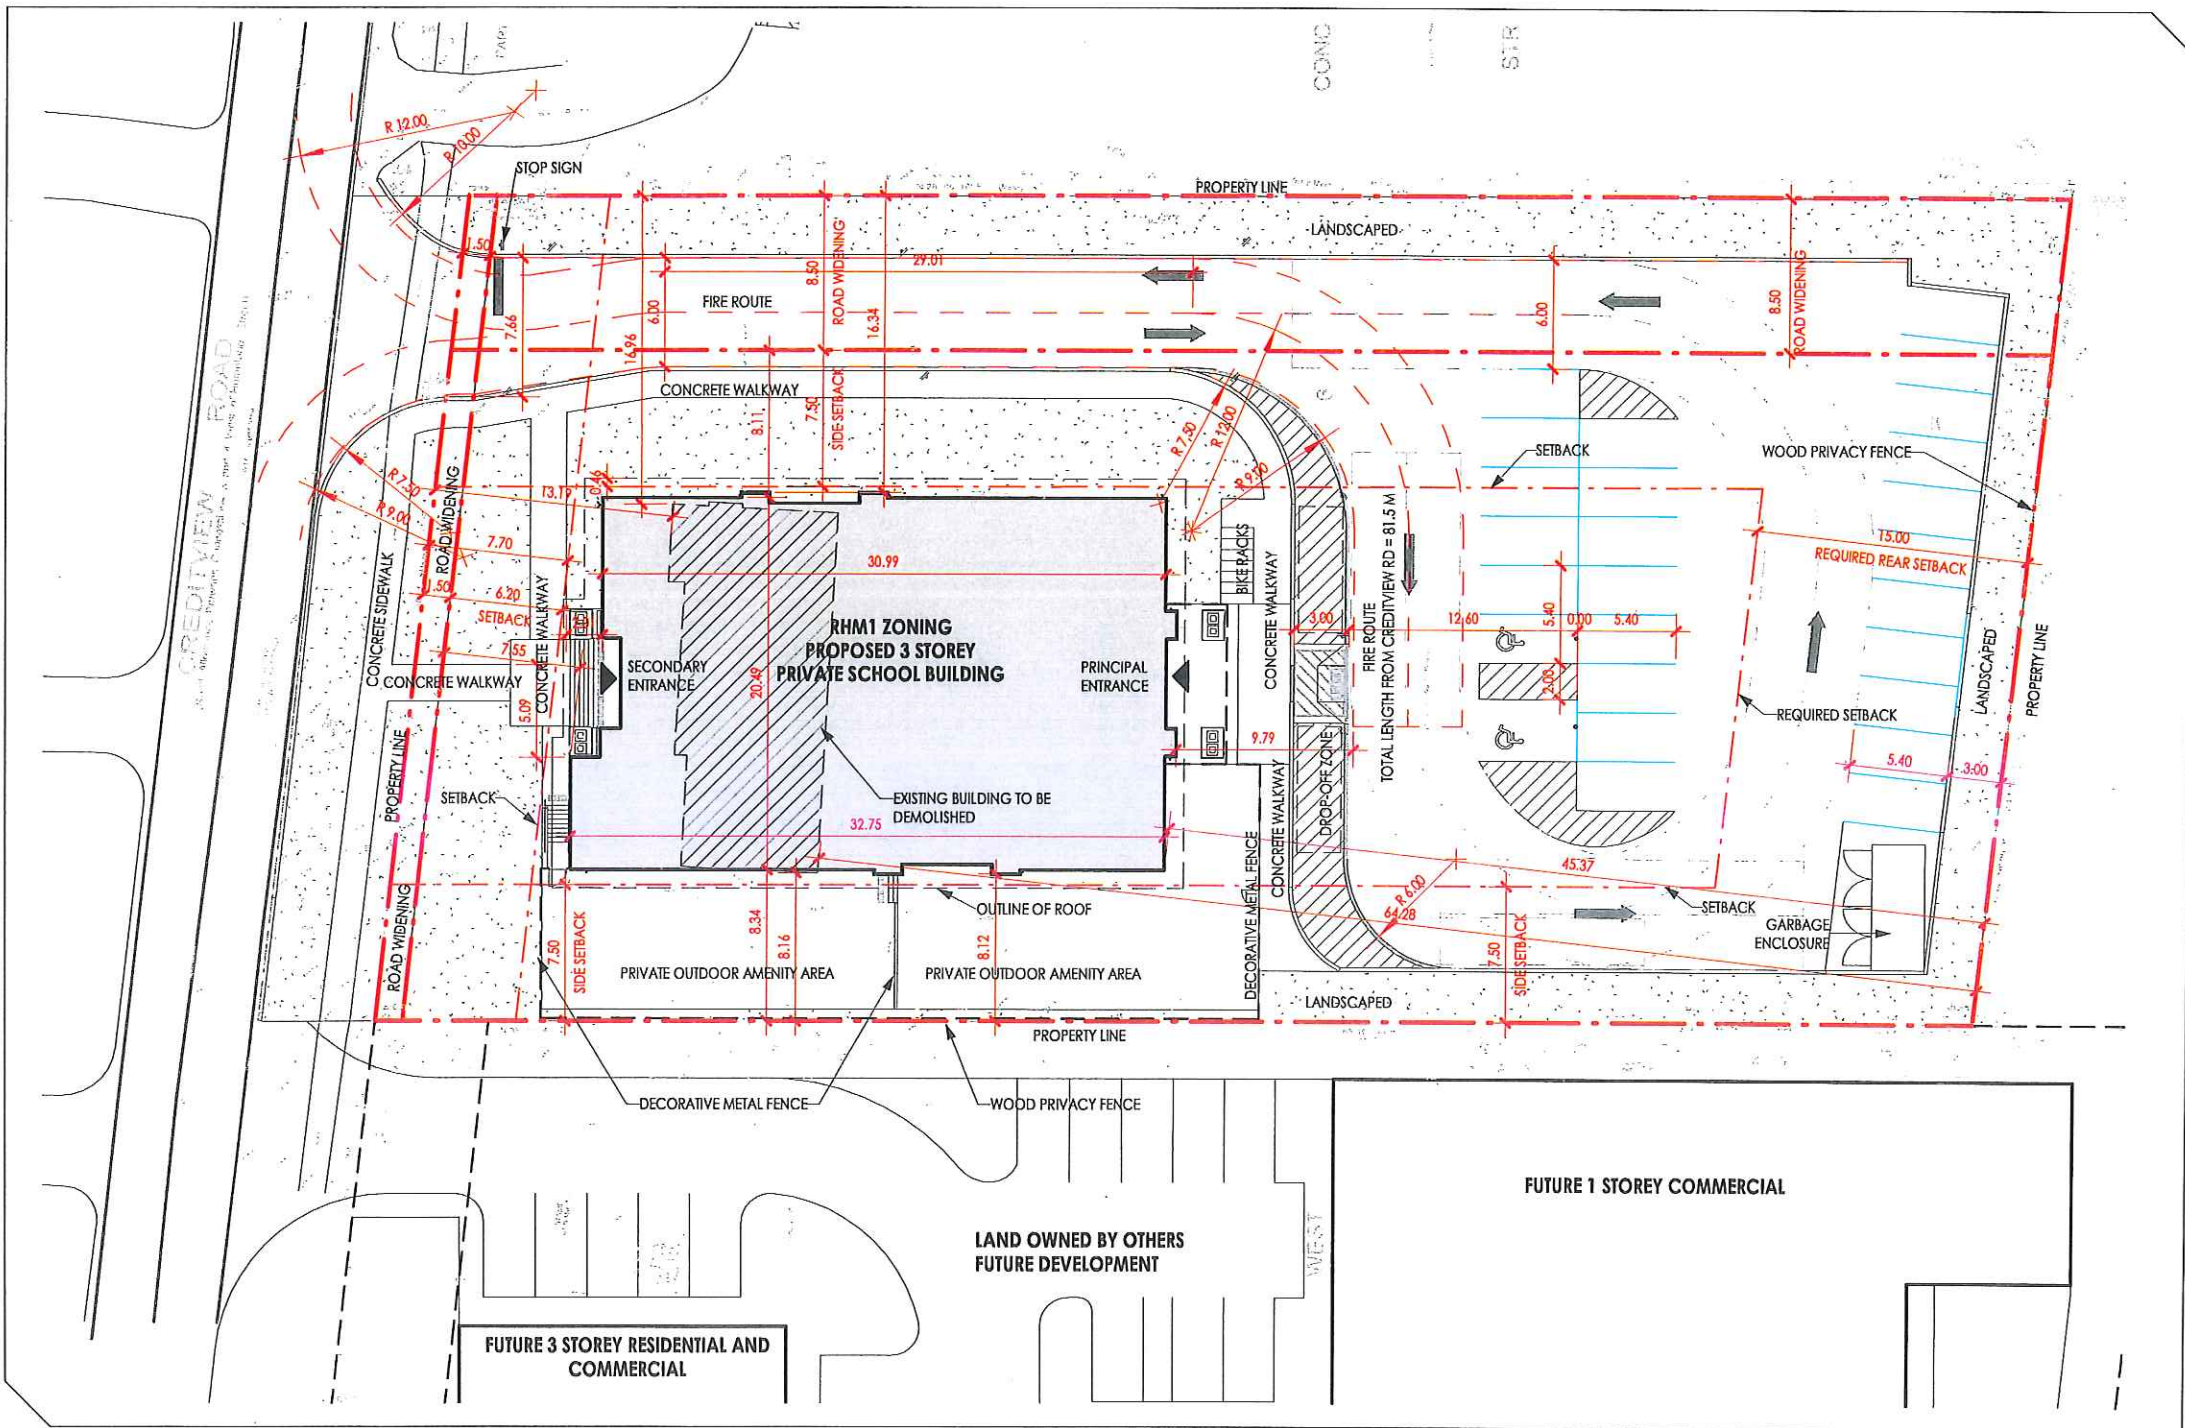 CONC
STR
PARI
R 12.00
R 10.00
STOP SIGN
PROPERTY LINE
LANDSCAPED
1.50
29.01
FIRE ROUTE
7.66
6.00
16.96
8.50
ROAD WIDENING
16.34
6.00
8.50
ROAD WIDENING
CONCRETE WALKWAY
8.11
7.50
SIDE SETBACK
R 7.50
R 12.00
R 9.00
SETBACK
WOOD PRIVACY FENCE
CREDITVIEW ROAD
R 7.50
R 9.00
ROAD WIDENING
13.19
0.49
7.70
1.50
6.20
SETBACK
7.55
5.09
CONCRETE SIDEWALK
CONCRETE WALKWAY
CONCRETE WALKWAY
30.99
BIKE RACKS
CONCRETE WALKWAY
15.00
REQUIRED REAR SETBACK
RHM1 ZONING
PROPOSED 3 STOREY
PRIVATE SCHOOL BUILDING
SECONDARY
ENTRANCE
PRINCIPAL
ENTRANCE
20.49
3.00
12.60
5.40
0.00
5.40
2.00
FIRE ROUTE
TOTAL LENGTH FROM CREDITVIEW RD = 81.5 M
REQUIRED SETBACK
LANDSCAPED
PROPERTY LINE
9.79
DROP-OFF ZONE
5.40
3.00
PROPERTY LINE
SETBACK
EXISTING BUILDING TO BE
DEMOLISHED
32.75
CONCRETE WALKWAY
DECORATIVE METAL FENCE
45.37
R 6.00
64.28
SETBACK
GARBAGE
ENCLOSURE
ROAD WIDENING
7.50
SIDE SETBACK
8.34
8.16
8.12
OUTLINE OF ROOF
PRIVATE OUTDOOR AMENITY AREA
PRIVATE OUTDOOR AMENITY AREA
7.50
SIDE SETBACK
LANDSCAPED
PROPERTY LINE
DECORATIVE METAL FENCE
WOOD PRIVACY FENCE
FUTURE 1 STOREY COMMERCIAL
LAND OWNED BY OTHERS
FUTURE DEVELOPMENT
WEST
FUTURE 3 STOREY RESIDENTIAL AND
COMMERCIAL